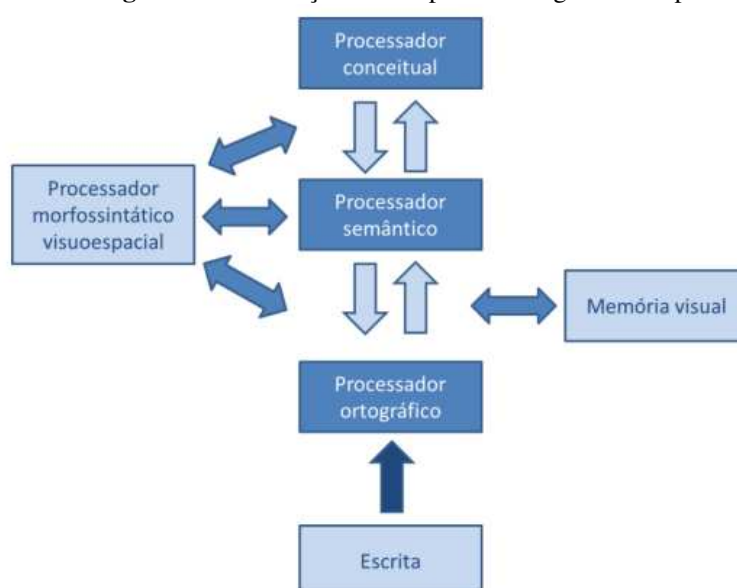 Processador
conceitual
Processador
morfossintático
visuoespacial
Processador
semântico
Memória visual
Processador
ortográfico
Escrita